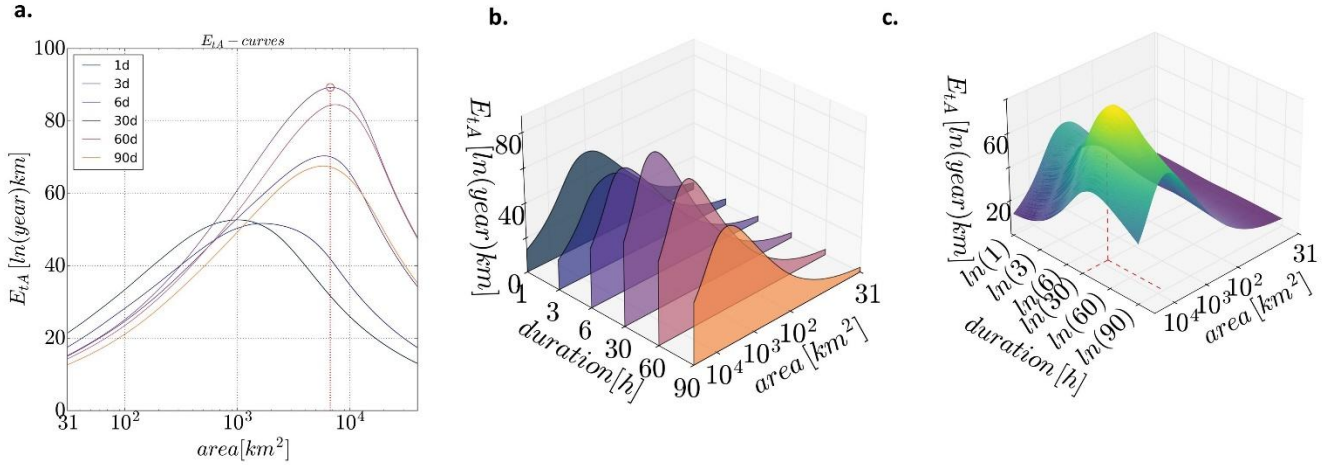 a.
E_{tA} − curves
100
80
60
40
20
0
E_{tA} [ln(year)km]
1d
3d
6d
30d
60d
90d
31
10^2
10^3
10^4
area[km^2]
b.
E_{tA} [ln(year)km]
80
40
0
1
3
6
30
60
90
duration[h]
10^4
10^3
10^2
31
area [km^2]
c.
E_{tA} [ln(year)km]
60
20
ln(1)
ln(3)
ln(6)
ln(30)
ln(60)
ln(90)
duration [h]
10^4
10^3
10^2
31
area [km^2]